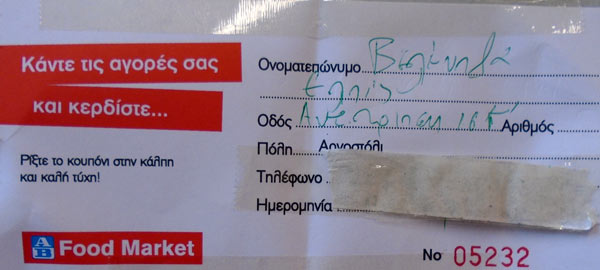 Κάντε τις αγορές σας
και κερδίστε...
Ρίξτε το κουπόνι στην κάλπη
και καλή τύχη!
AB Food Market
Ονοματεπώνυμο
Οδός Αριθμός
Πόλη Αργοστόλι
Τηλέφωνο
Ημερομηνία
No 05232